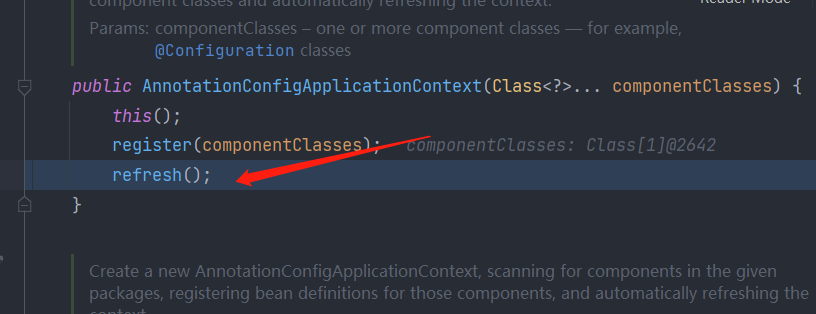 component classes and automatically refreshing the context.
Reader Mode
Params: componentClasses – one or more component classes — for example,
@Configuration classes
public AnnotationConfigApplicationContext(Class<?>... componentClasses) {
this();
register(componentClasses); componentClasses: Class[1]@2642
refresh();
}
Create a new AnnotationConfigApplicationContext, scanning for components in the given
packages, registering bean definitions for those components, and automatically refreshing the
context